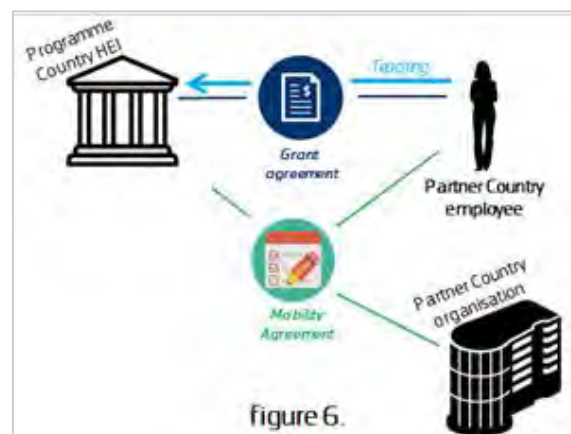 Programme
Country HEI
Teaching
$
Grant
agreement
Partner Country
employee
Mobility
Agreement
Partner Country
organisation
figure 6.